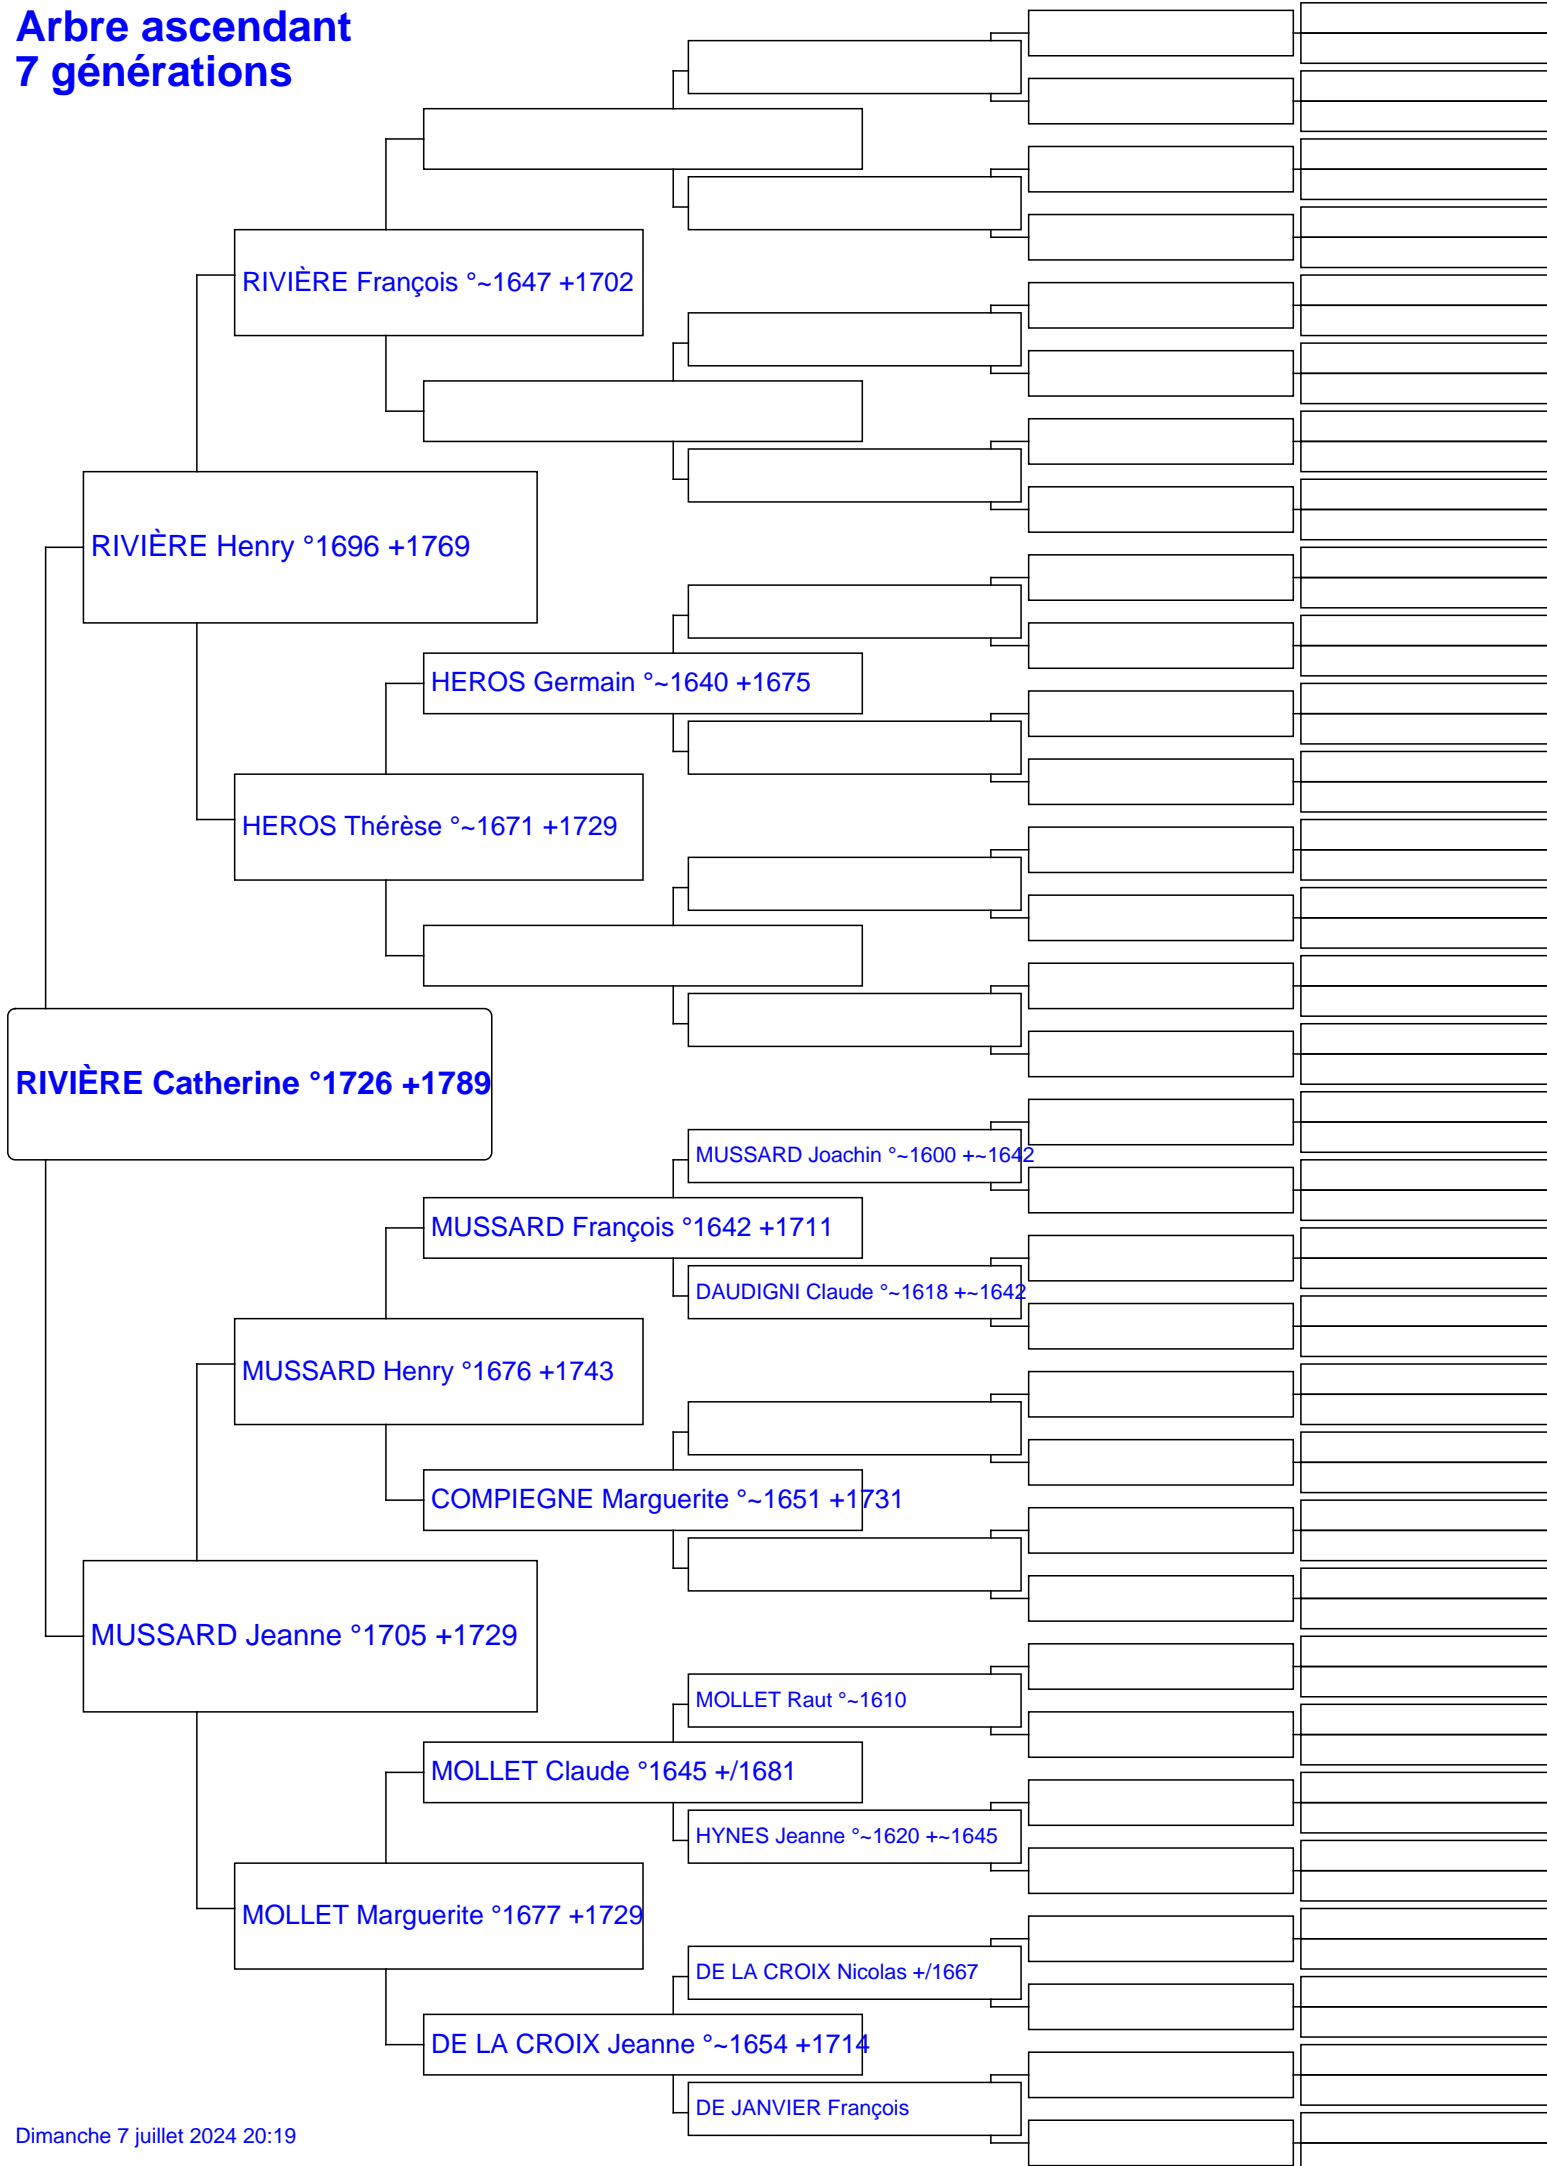 Arbre ascendant
7 générations
RIVIÈRE François °~1647 +1702
RIVIÈRE Henry °1696 +1769
HEROS Germain °~1640 +1675
HEROS Thérèse °~1671 +1729
RIVIÈRE Catherine °1726 +1789
MUSSARD Joachin °~1600 +~1642
MUSSARD François °1642 +1711
DAUDIGNI Claude °~1618 +~1642
MUSSARD Henry °1676 +1743
COMPIEGNE Marguerite °~1651 +1731
MUSSARD Jeanne °1705 +1729
MOLLET Raut °~1610
MOLLET Claude °1645 +/1681
HYNES Jeanne °~1620 +~1645
MOLLET Marguerite °1677 +1729
DE LA CROIX Nicolas +/1667
DE LA CROIX Jeanne °~1654 +1714
DE JANVIER François
Dimanche 7 juillet 2024 20:19